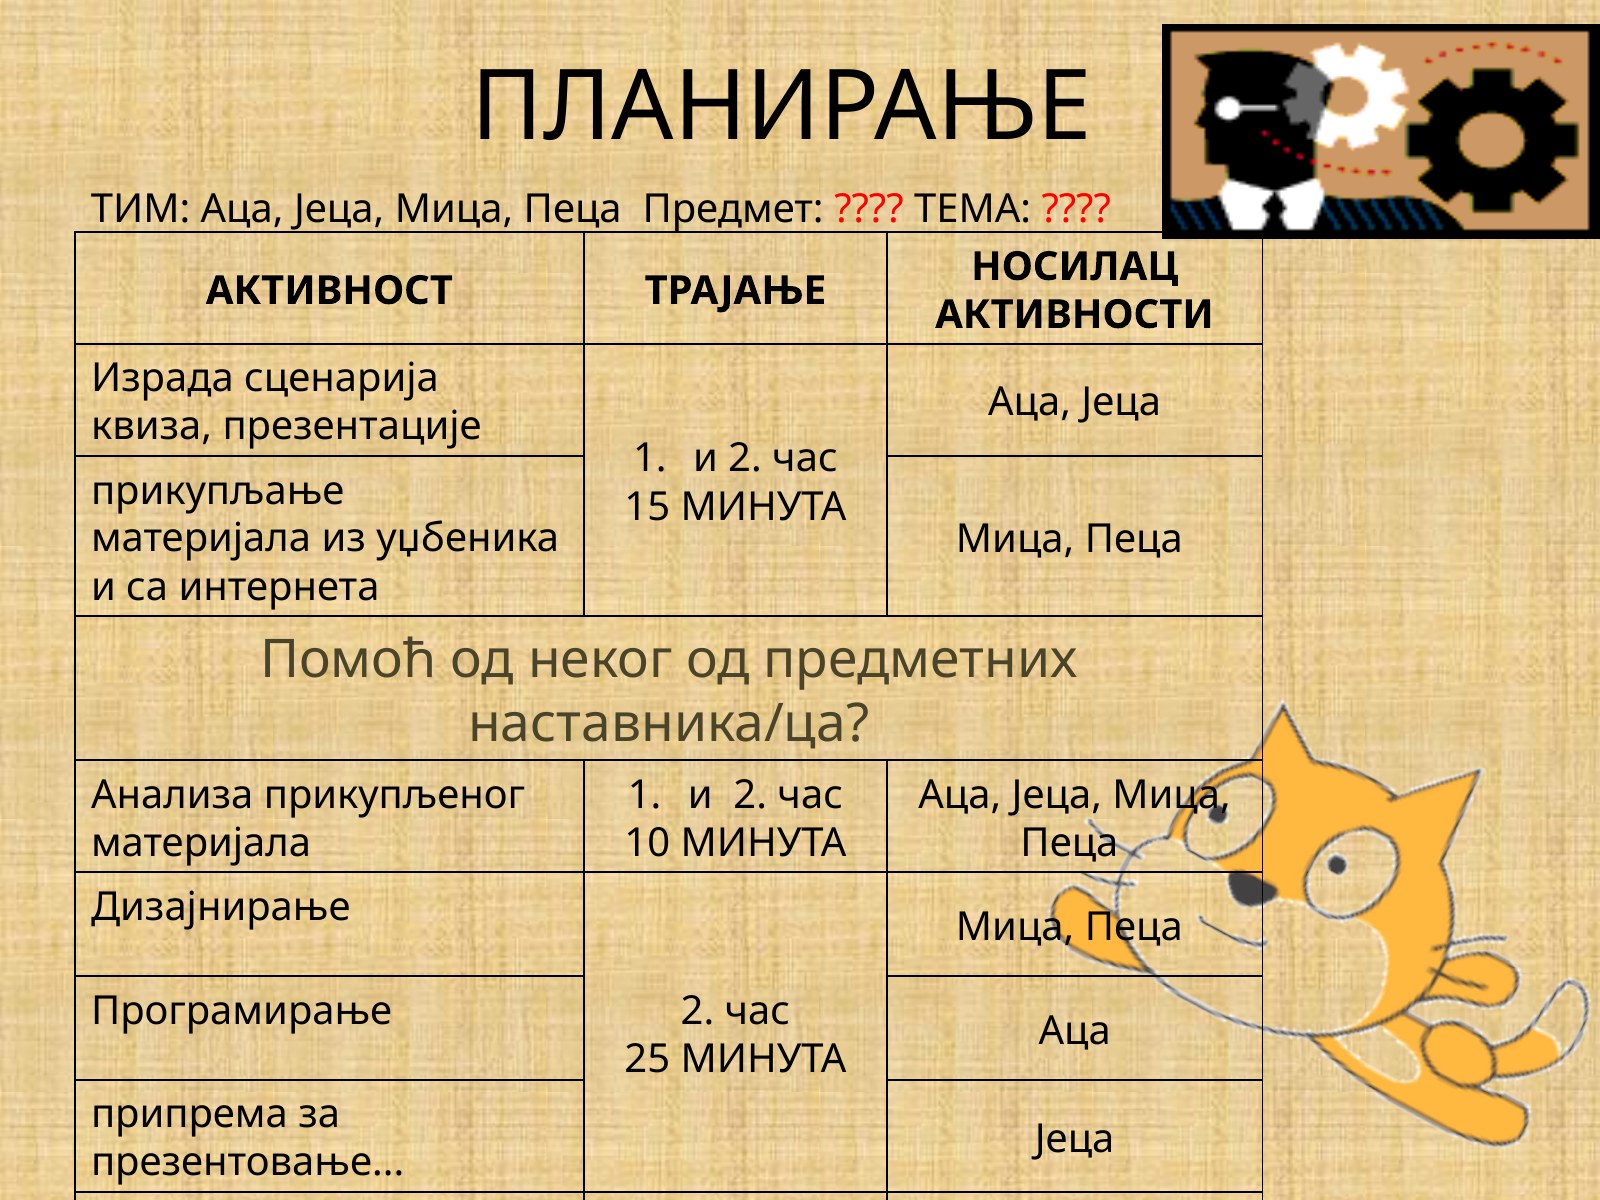 ПЛАНИРАЊЕ
ТИМ: Аца, Јеца, Мица, Пеца Предмет: ???? ТЕМА: ????
АКТИВНОСТ
ТРАЈАЊЕ
НОСИЛАЦ
АКТИВНОСТИ
Израда сценарија
квиза, презентације
1. и 2. час
15 МИНУТА
Аца, Јеца
прикупљање
материјала из уџбеника
и са интернета
Мица, Пеца
Помоћ од неког од предметних
наставника/ца?
Анализа прикупљеног
материјала
1. и 2. час
10 МИНУТА
Аца, Јеца, Мица,
Пеца
Дизајнирање
2. час
25 МИНУТА
Мица, Пеца
Програмирање
Аца
припрема за
презентовање...
Јеца